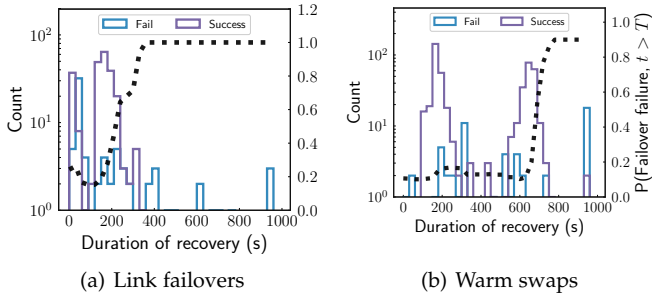 Fail Success
Count
10² 10¹ 10⁰
1.2 1.0 0.8 0.6 0.4 0.2 0.0
0 200 400 600 800 1000
Duration of recovery (s)
(a) Link failovers
Fail Success
Count
10² 10¹ 10⁰
1.0 0.8 0.6 0.4 0.2 0.0
P(Failover failure, t > T)
0 200 400 600 800 1000
Duration of recovery (s)
(b) Warm swaps